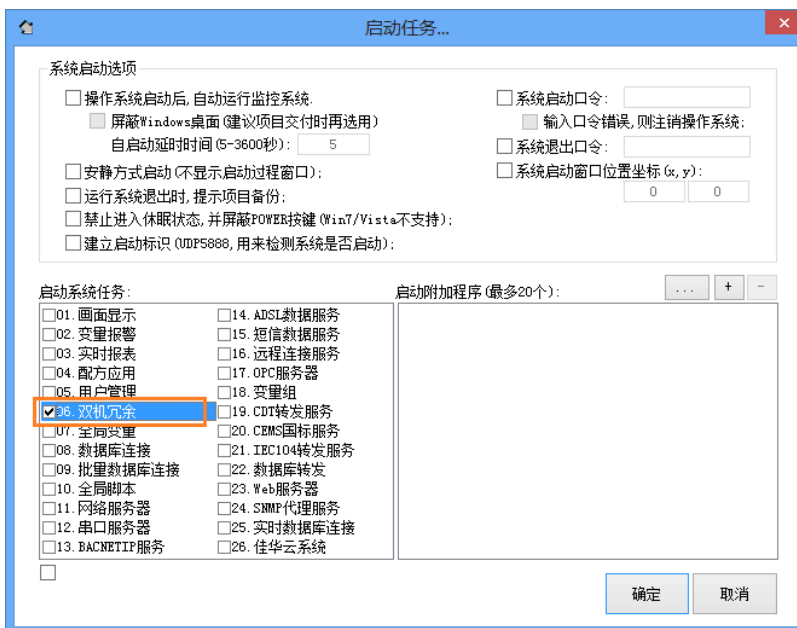 启动任务...
系统启动选项
操作系统启动后,自动运行监控系统.
屏蔽Windows桌面(建议项目交付时再选用)
自启动延时时间(5-3600秒): 5
安静方式启动(不显示启动过程窗口);
运行系统退出时,提示项目备份;
禁止进入休眠状态,并屏蔽POWER按键(Win7/Vista不支持);
建立启动标识(UDP5888,用来检测系统是否启动);
系统启动口令:
输入口令错误,则注销操作系统;
系统退出口令:
系统启动窗口位置坐标(x,y):
0 0
启动系统任务:
01. 画面显示
02. 变量报警
03. 实时报表
04. 配方应用
05. 用户管理
06. 双机冗余
07. 全局变量
08. 数据库连接
09. 批量数据库连接
10. 全局脚本
11. 网络服务器
12. 串口服务器
13. BACNETIP服务
14. ADSL数据服务
15. 短信数据服务
16. 远程连接服务
17. OPC服务器
18. 变量组
19. CDT转发服务
20. CEMS国标服务
21. IEC104转发服务
22. 数据库转发
23. Web服务器
24. SNMP代理服务
25. 实时数据库连接
26. 佳华云系统
启动附加程序(最多20个):
... + -
确定 取消